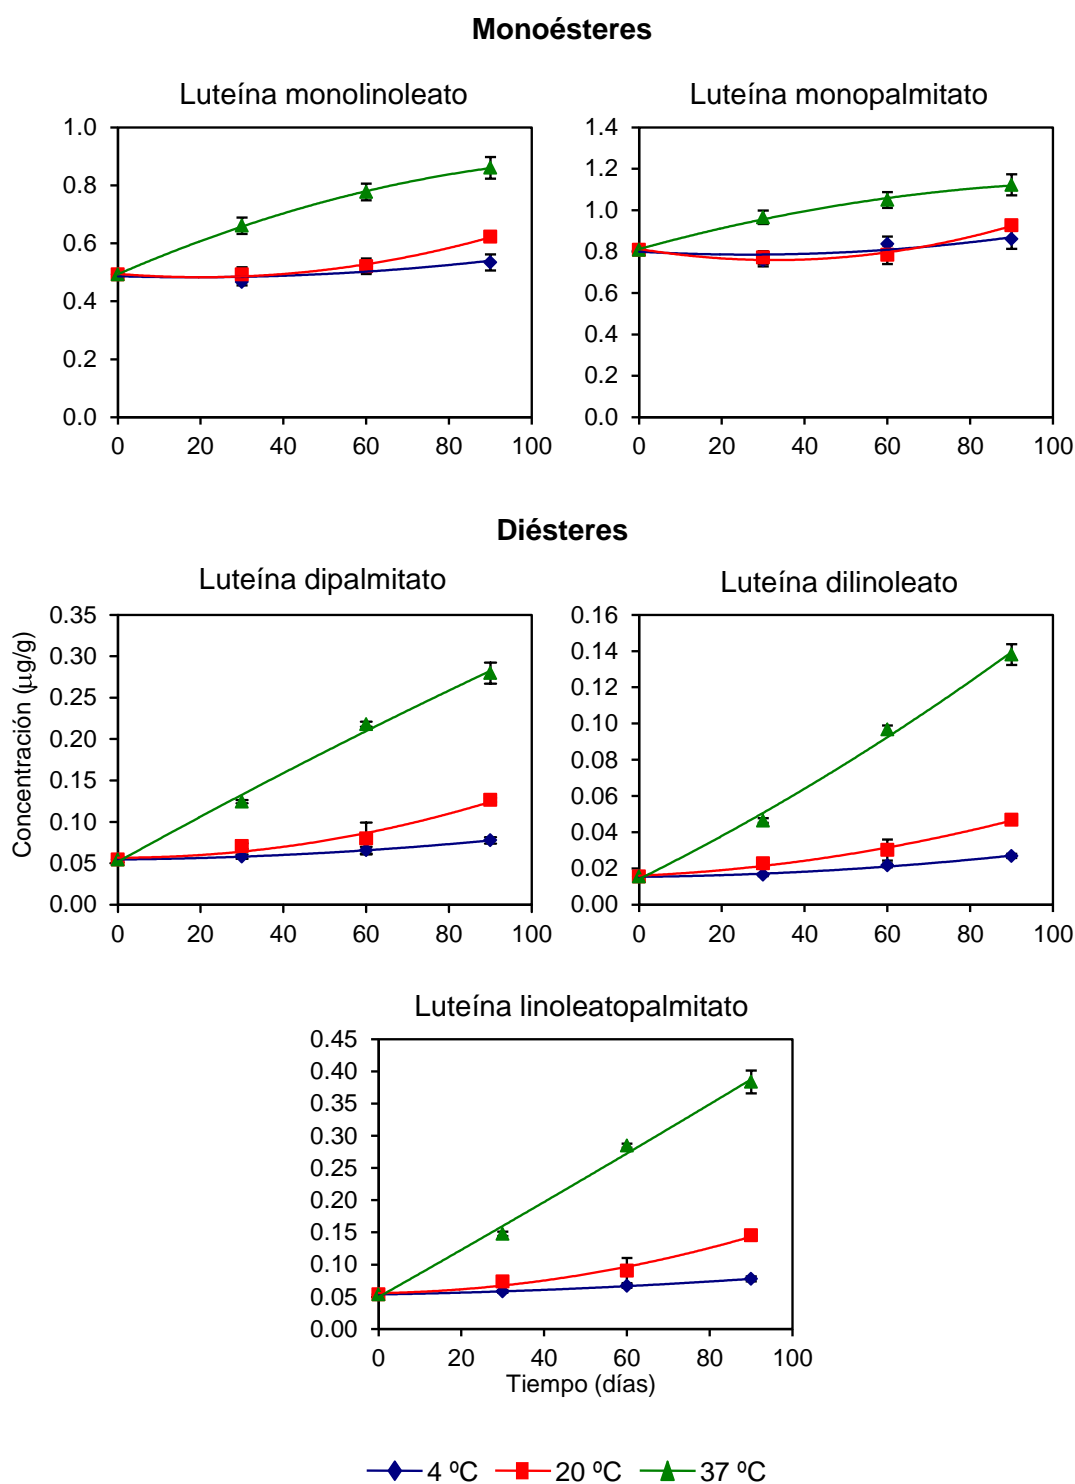 Monoésteres
Luteína monolinoleato
Luteína monopalmitato
1.0
0.8
0.6
0.4
0.2
0.0
0 20 40 60 80 100
1.4
1.2
1.0
0.8
0.6
0.4
0.2
0.0
0 20 40 60 80 100
Diésteres
Luteína dipalmitato
Luteína dilinoleato
Concentración (µg/g)
0.35
0.30
0.25
0.20
0.15
0.10
0.05
0.00
0 20 40 60 80 100
0.16
0.14
0.12
0.10
0.08
0.06
0.04
0.02
0.00
0 20 40 60 80 100
Luteína linoleatopalmitato
0.45
0.40
0.35
0.30
0.25
0.20
0.15
0.10
0.05
0.00
0 20 40 60 80 100
Tiempo (días)
4 ºC 20 ºC 37 ºC